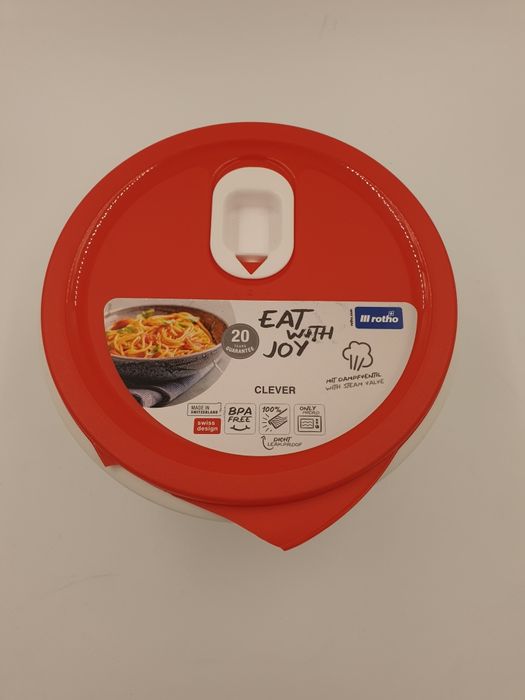 EAT
WITH
JOY
20
YEARS
GUARANTEE
rotho
MIT DAMPFVENTIL
WITH STEAM VALVE
CLEVER
MADE IN
SWITZERLAND
swiss
design
BPA
FREE
100%
DICHT
LEAKPROOF
ONLY
MICRO